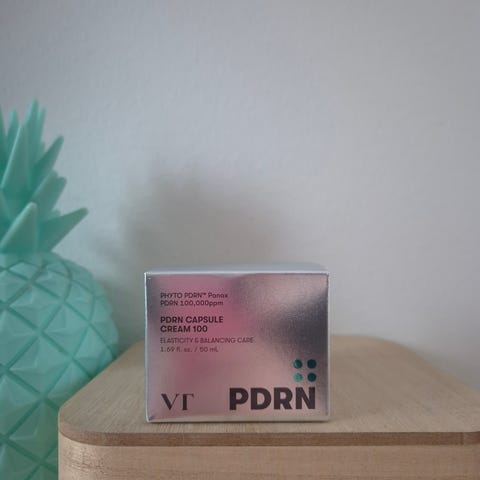 PHYTO PDRN™ Panax
PDRN 100,000ppm
PDRN CAPSULE
CREAM 100
ELASTICITY & BALANCING CARE
1.69 fl. oz. / 50 mL
VT
PDRN